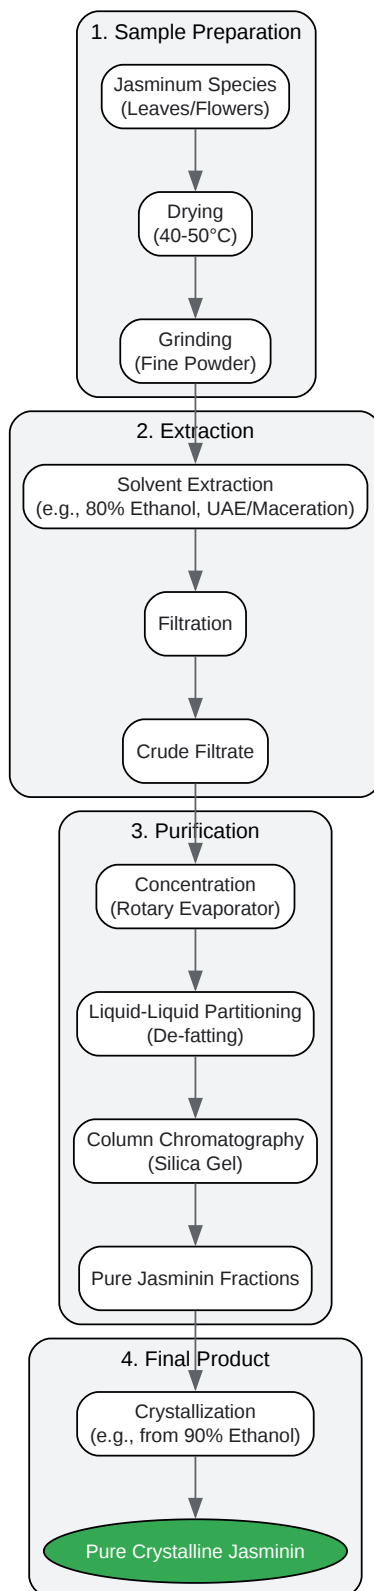 1. Sample Preparation
Jasminum Species
(Leaves/Flowers)
Drying
(40-50°C)
Grinding
(Fine Powder)
2. Extraction
Solvent Extraction
(e.g., 80% Ethanol, UAE/Maceration)
Filtration
Crude Filtrate
3. Purification
Concentration
(Rotary Evaporator)
Liquid-Liquid Partitioning
(De-fatting)
Column Chromatography
(Silica Gel)
Pure Jasminin Fractions
4. Final Product
Crystallization
(e.g., from 90% Ethanol)
Pure Crystalline Jasminin